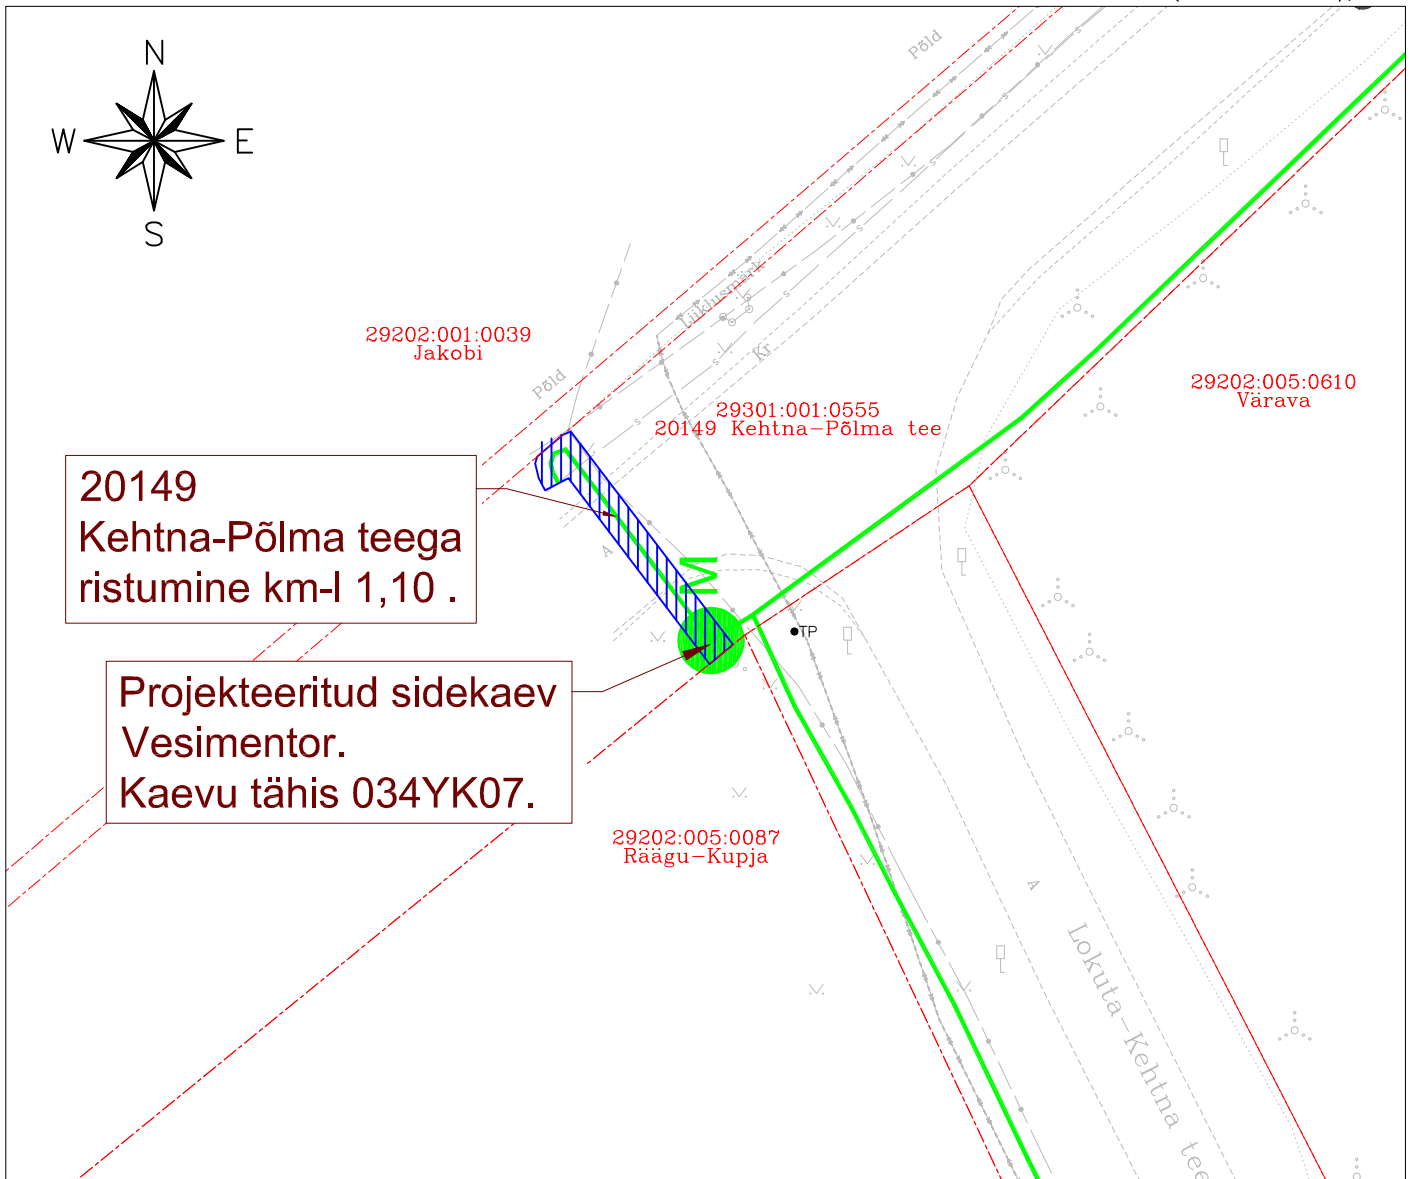 N
W E
S
Põld
Liiklusmärk
Kr
29202:001:0039
Jakobi
Põld
29301:001:0555
20149 Kehtna-Põlma tee
29202:005:0610
Värava
20149
Kehtna-Põlma teega
ristumine km-l 1,10 .
A
M
TP
Projekteeritud sidekaev
Vesimentor.
Kaevu tähis 034YK07.
29202:005:0087
Räägu-Kupja
A
Lokuta-Kehtna tee
s
s
s
s
s
s
s